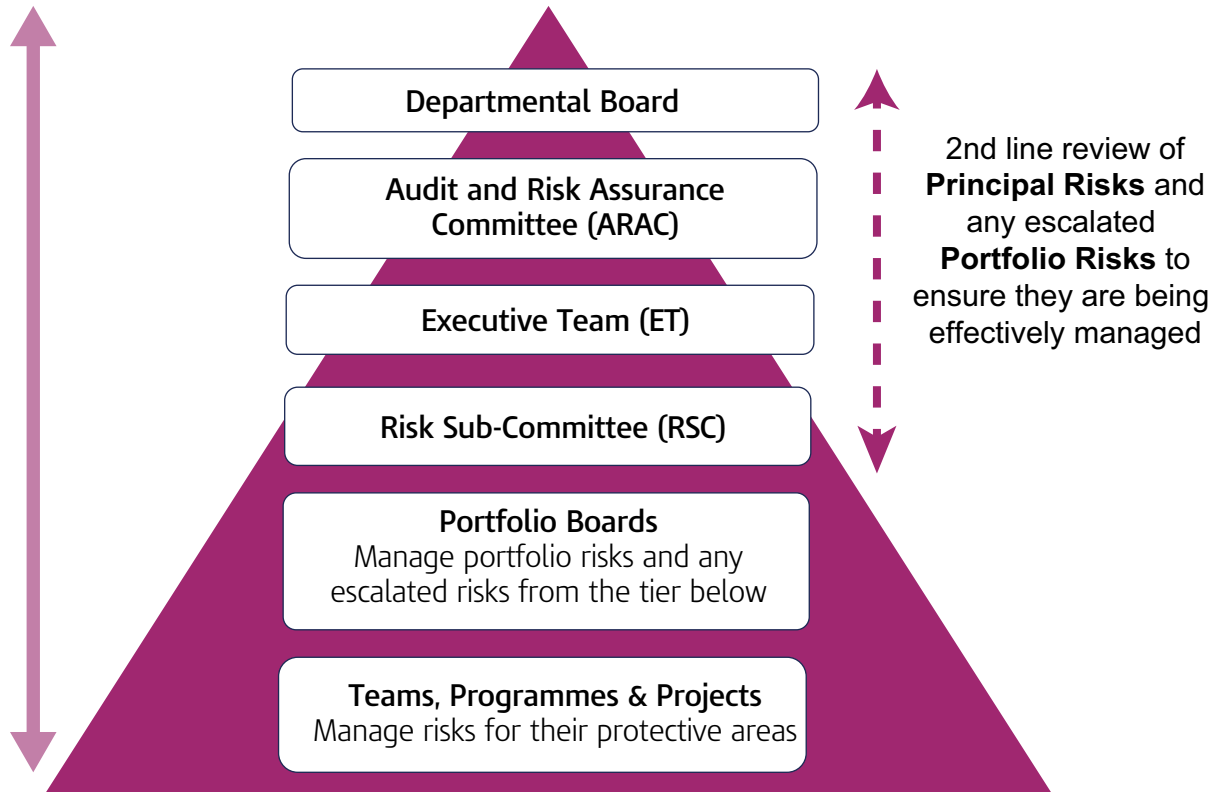 Departmental Board
Audit and Risk Assurance
Committee (ARAC)
Executive Team (ET)
Risk Sub-Committee (RSC)
Portfolio Boards
Manage portfolio risks and any
escalated risks from the tier below
Teams, Programmes & Projects
Manage risks for their protective areas
2nd line review of
Principal Risks and
any escalated
Portfolio Risks to
ensure they are being
effectively managed